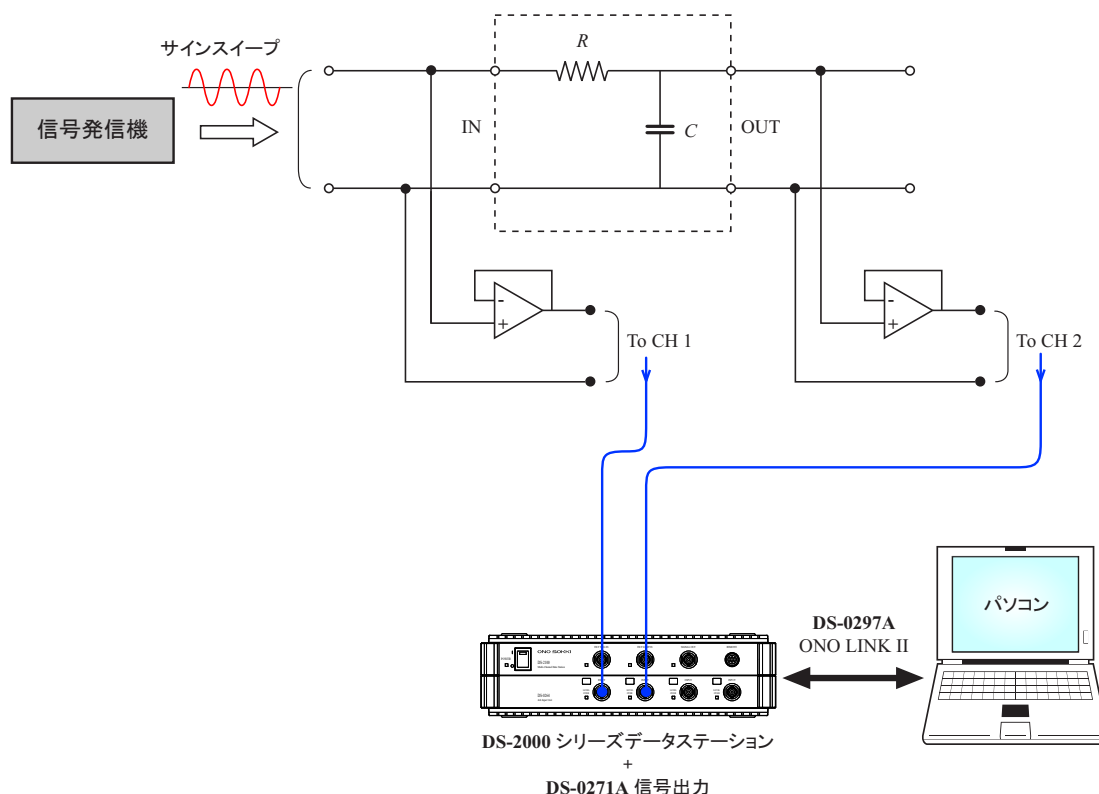 サインスイープ
信号発信機
R
IN
C
OUT
To CH 1
To CH 2
パソコン
DS-0297A
ONO LINK II
ONO SOKKI
DS-2000 シリーズデータステーション
+
DS-0271A 信号出力